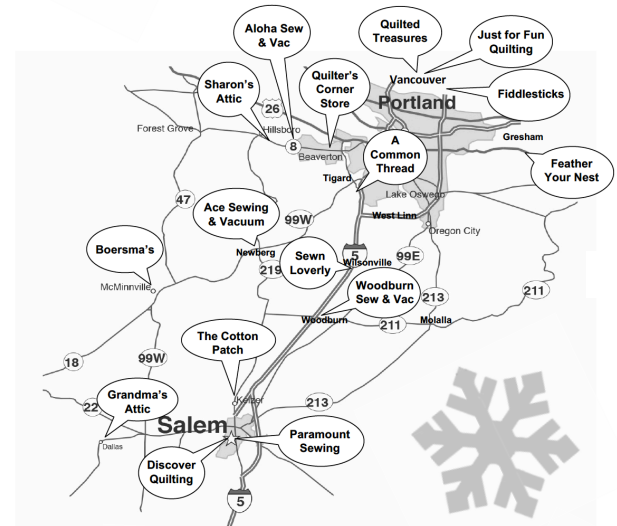 Aloha Sew
& Vac
Quilted
Treasures
Just for Fun
Quilting
Sharon's
Attic
Quilter's
Corner
Store
Vancouver
Portland
Fiddlesticks
26
Forest Grove
Hillsboro
8
Beaverton
A
Common
Thread
Gresham
Feather
Your Nest
Tigard
Lake Oswego
47
Ace Sewing
& Vacuum
99W
West Linn
Oregon City
Boersma's
Newberg
219
Sewn
Loverly
5
Wilsonville
99E
McMinnville
Woodburn
Sew & Vac
213
211
Woodburn
211
Molalla
The Cotton
Patch
18
99W
Grandma's
Attic
22
Keizer
213
Salem
Dallas
Paramount
Sewing
Discover
Quilting
5